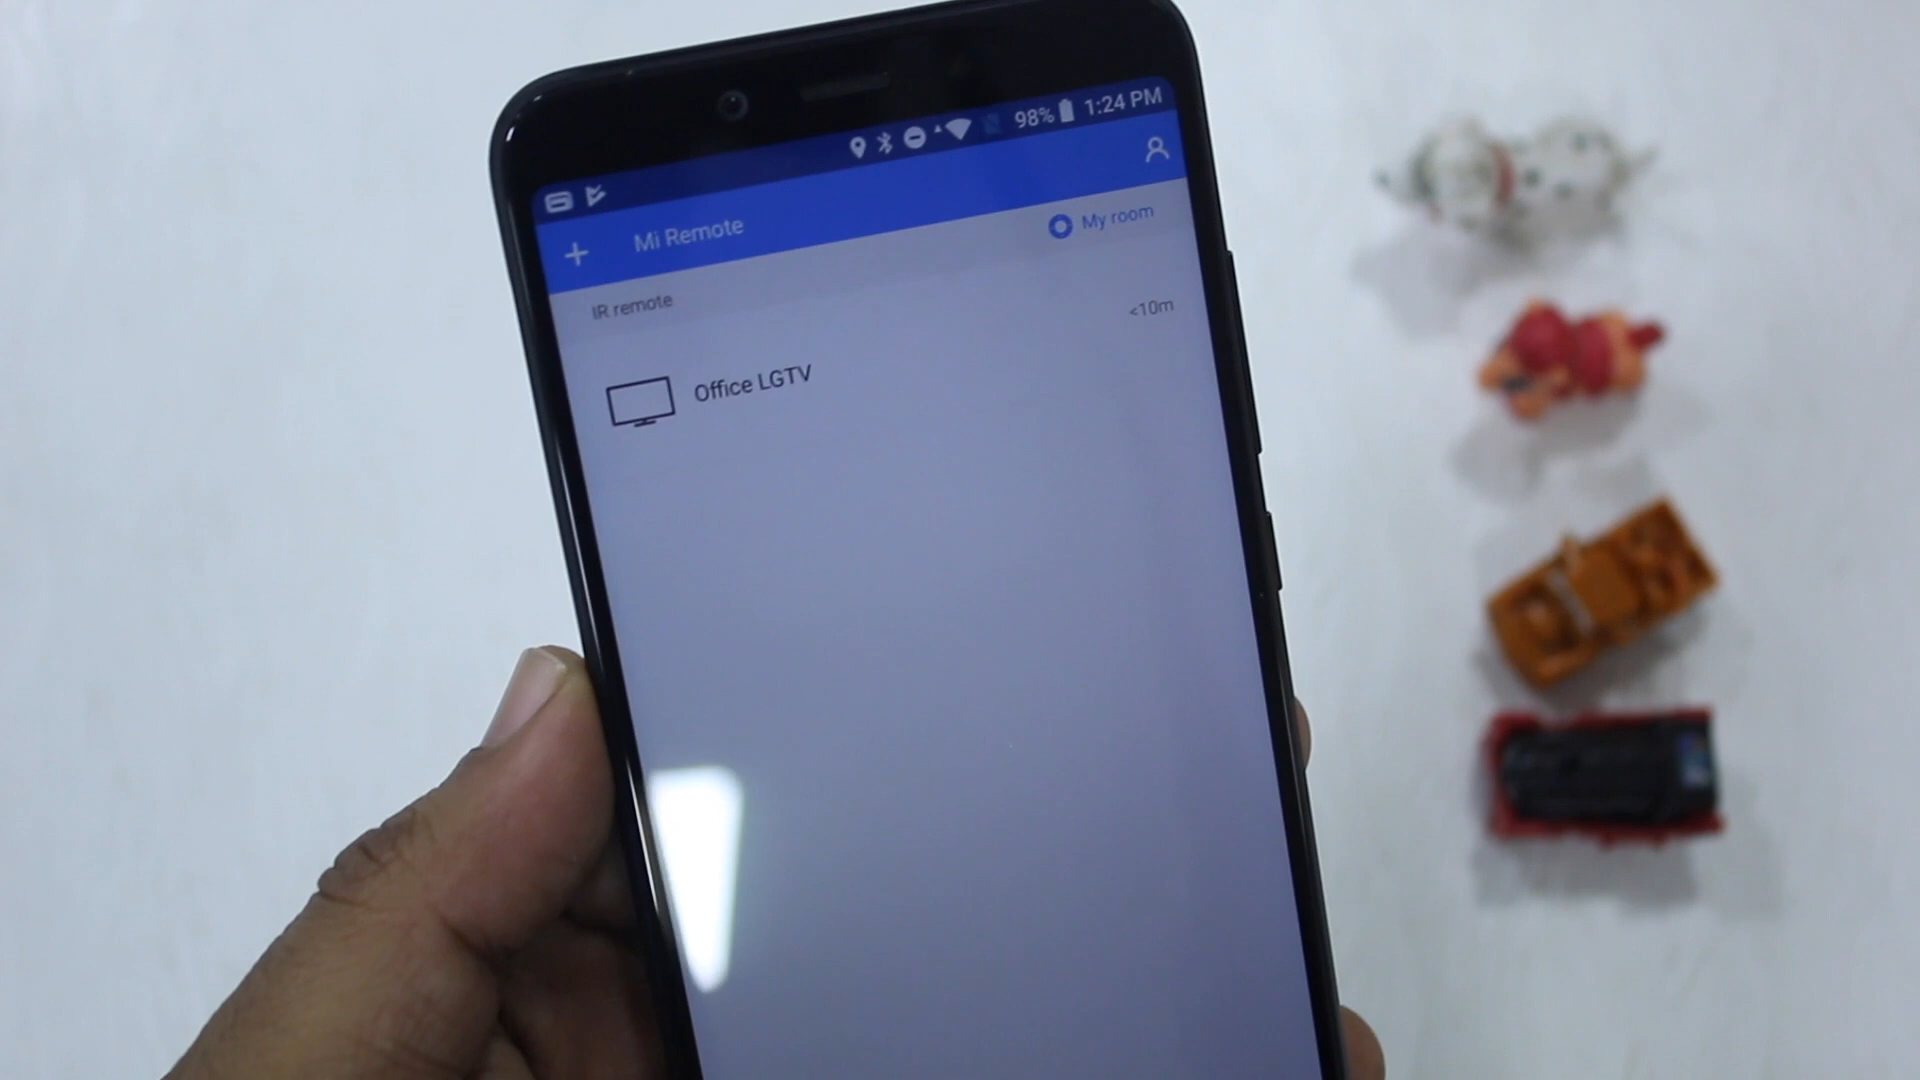 98% 1:24 PM
Mi Remote
My room
IR remote
<10m
Office LGTV